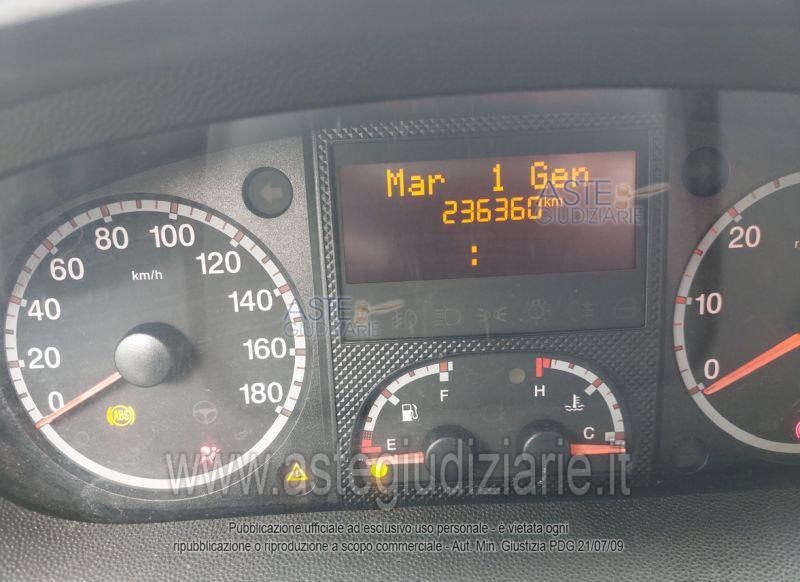 Mar 1 Gen
236360 km
:
ASTE
GIUDIZIARIE
ASTE
GIUDIZIARIE
0 20 40 60 80 100 120 140 160 180
km/h
ABS
F
E
H
C
0 10 20
www.astegiudiziarie.it
Pubblicazione ufficiale ad esclusivo uso personale - è vietata ogni
ripubblicazione o riproduzione a scopo commerciale - Aut. Min. Giustizia PDG 21/07/09